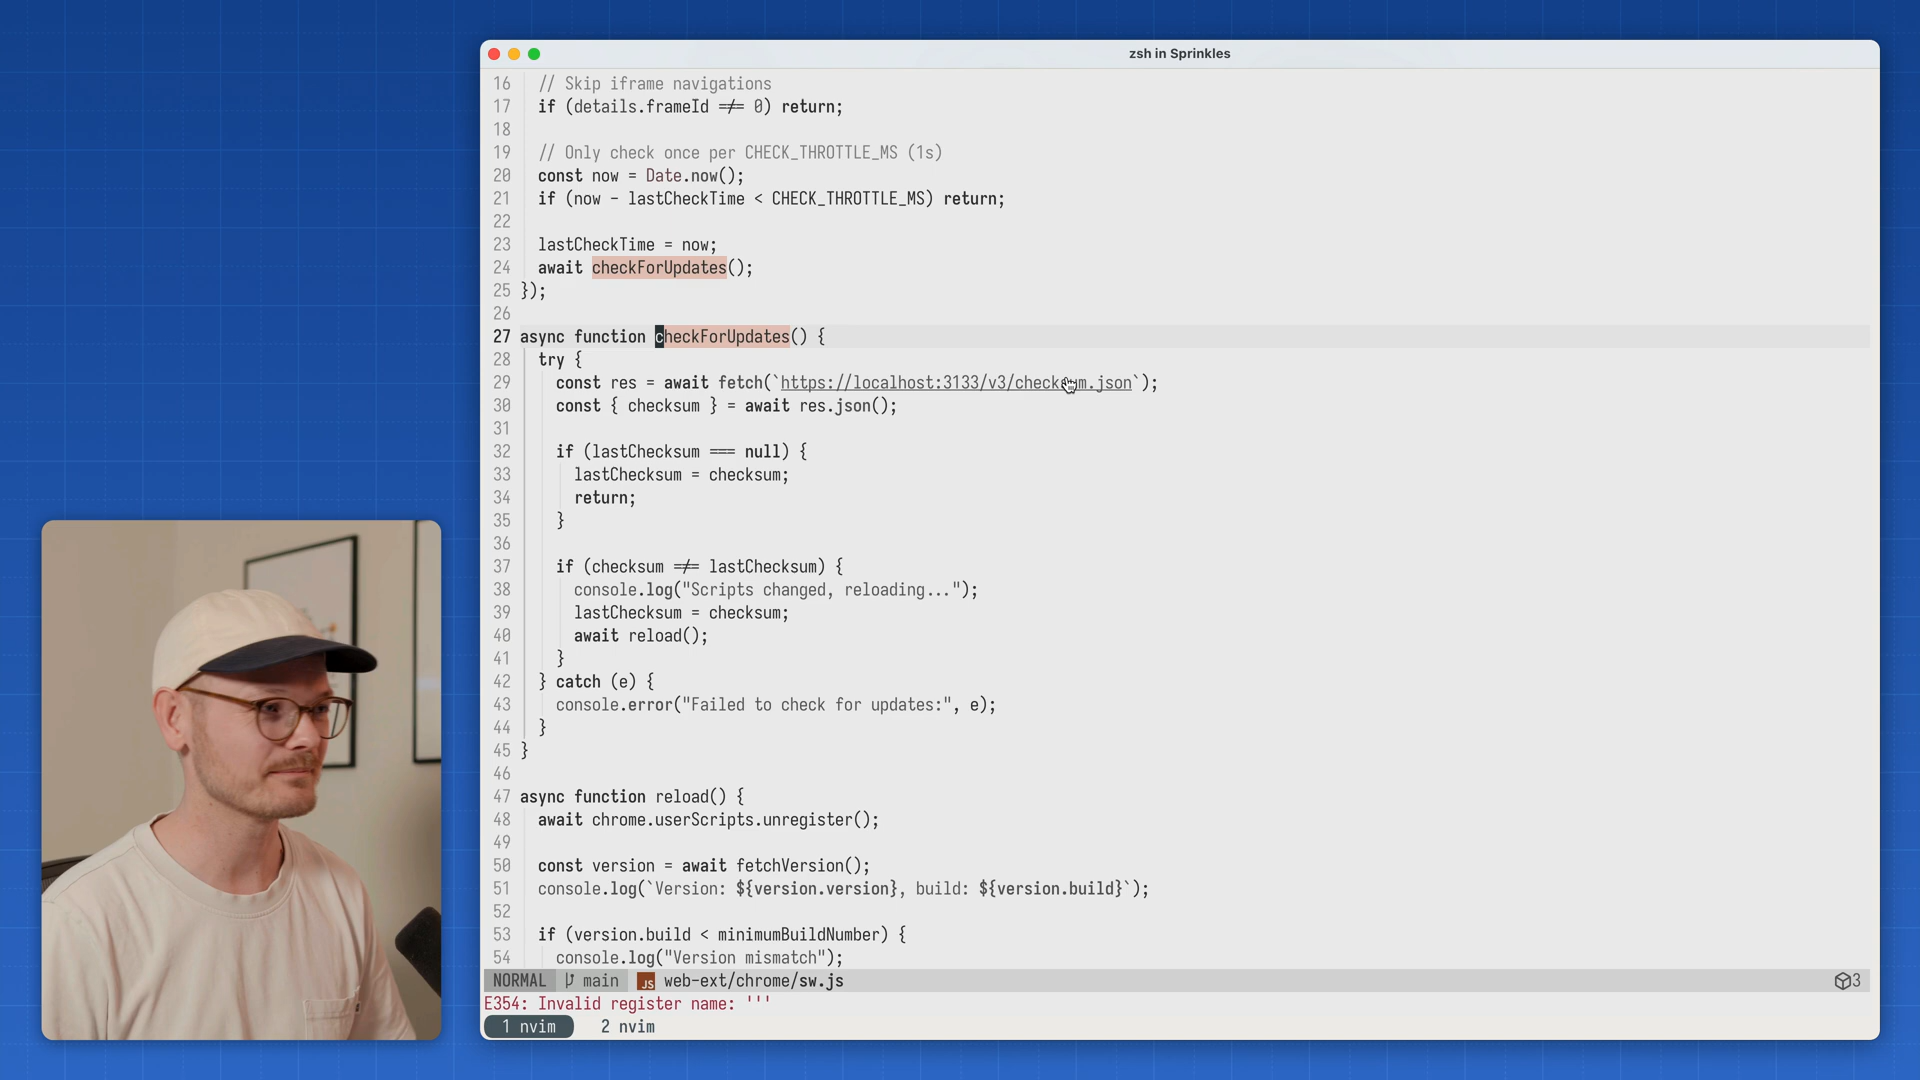 zsh in Sprinkles
16 // Skip iframe navigations
17 if (details.frameId !== 0) return;
18
19 // Only check once per CHECK_THROTTLE_MS (1s)
20 const now = Date.now();
21 if (now - lastCheckTime < CHECK_THROTTLE_MS) return;
22
23 lastCheckTime = now;
24 await checkForUpdates();
25 });
26
27 async function checkForUpdates() {
28 try {
29 const res = await fetch(`https://localhost:3133/v3/checksum.json`);
30 const { checksum } = await res.json();
31
32 if (lastChecksum === null) {
33 lastChecksum = checksum;
34 return;
35 }
36
37 if (checksum !== lastChecksum) {
38 console.log("Scripts changed, reloading...");
39 lastChecksum = checksum;
40 await reload();
41 }
42 } catch (e) {
43 console.error("Failed to check for updates:", e);
44 }
45 }
46
47 async function reload() {
48 await chrome.userScripts.unregister();
49
50 const version = await fetchVersion();
51 console.log(`Version: ${version.version}, build: ${version.build}`);
52
53 if (version.build < minimumBuildNumber) {
54 console.log("Version mismatch");
NORMAL main JS web-ext/chrome/sw.js 3
E354: Invalid register name: '''
1 nvim 2 nvim